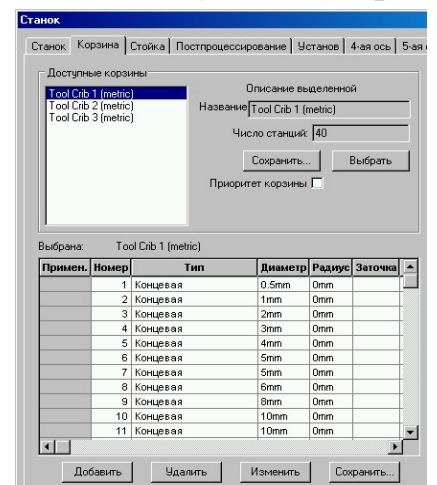 Станок
Станок Корзина Стойка Постпроцессирование Установ 4-ая ось 5-ая
Доступные корзины
Tool Crib 1 (metric)
Tool Crib 2 (metric)
Tool Crib 3 (metric)
Описание выделенной
Название Tool Crib 1 (metric)
Число станций: 40
Сохранить... Выбрать
Приоритет корзины
Выбрана: Tool Crib 1 (metric)
Примен. Номер Тип Диаметр Радиус Заточка
1 Концевая 0.5mm 0mm
2 Концевая 1mm 0mm
3 Концевая 2mm 0mm
4 Концевая 3mm 0mm
5 Концевая 4mm 0mm
6 Концевая 5mm 0mm
7 Концевая 5mm 0mm
8 Концевая 6mm 0mm
9 Концевая 8mm 0mm
10 Концевая 10mm 0mm
11 Концевая 10mm 0mm
Добавить Удалить Изменить Сохранить...